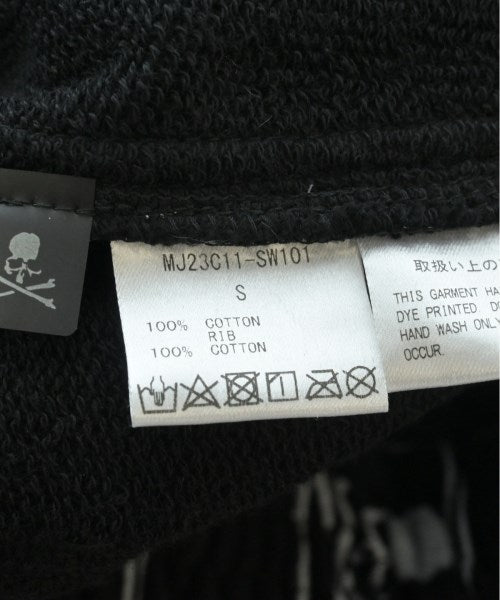 MJ23C11-SW101
S
100% COTTON
RIB
100% COTTON
取扱い上の
THIS GARMENT HA
DYE PRINTED. D
HAND WASH ONLY
OCCUR.